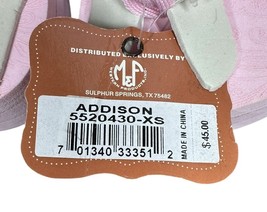 DISTRIBUTED EXCLUSIVELY BY
M&F
PRODUCTS
SULPHUR SPRINGS, TX 75482
ADDISON
5520430-XS
7 01340 33351 2
MADE IN CHINA
$45.00